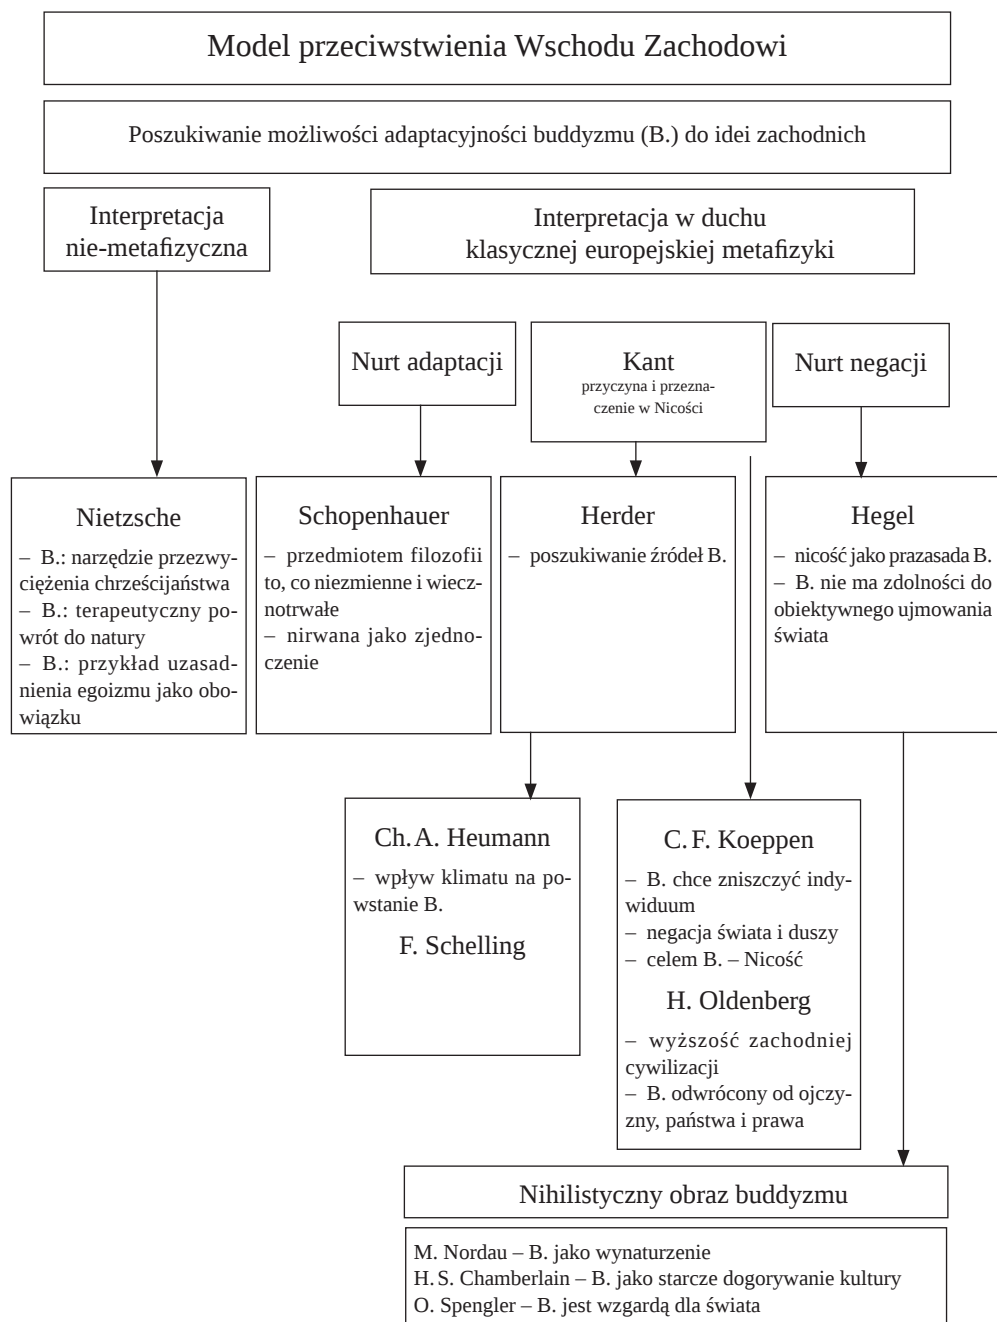 Model przeciwstwienia Wschodu Zachodowi
Poszukiwanie możliwości adaptacyjności buddyzmu (B.) do idei zachodnich
Interpretacja
nie-metafizyczna
Interpretacja w duchu
klasycznej europejskiej metafizyki
Nurt adaptacji
Kant
przyczyna i przezna-
czenie w Nicości
Nurt negacji
Nietzsche
– B.: narzędzie przezwy-
ciężenia chrześcijaństwa
– B.: terapeutyczny po-
wrót do natury
– B.: przykład uzasad-
nienia egoizmu jako obo-
wiązku
Schopenhauer
– przedmiotem filozofii
to, co niezmienne i wiecz-
notrwałe
– nirwana jako zjedno-
czenie
Herder
– poszukiwanie źródeł B.
Hegel
– nicość jako prazasada B.
– B. nie ma zdolności do
obiektywnego ujmowania
świata
Ch. A. Heumann
– wpływ klimatu na po-
wstanie B.
F. Schelling
C. F. Koeppen
– B. chce zniszczyć indy-
widuum
– negacja świata i duszy
– celem B. – Nicość
H. Oldenberg
– wyższość zachodniej
cywilizacji
– B. odwrócony od ojczy-
zny, państwa i prawa
Nihilistyczny obraz buddyzmu
M. Nordau – B. jako wynaturzenie
H. S. Chamberlain – B. jako starcze dogorywanie kultury
O. Spengler – B. jest wzgardą dla świata